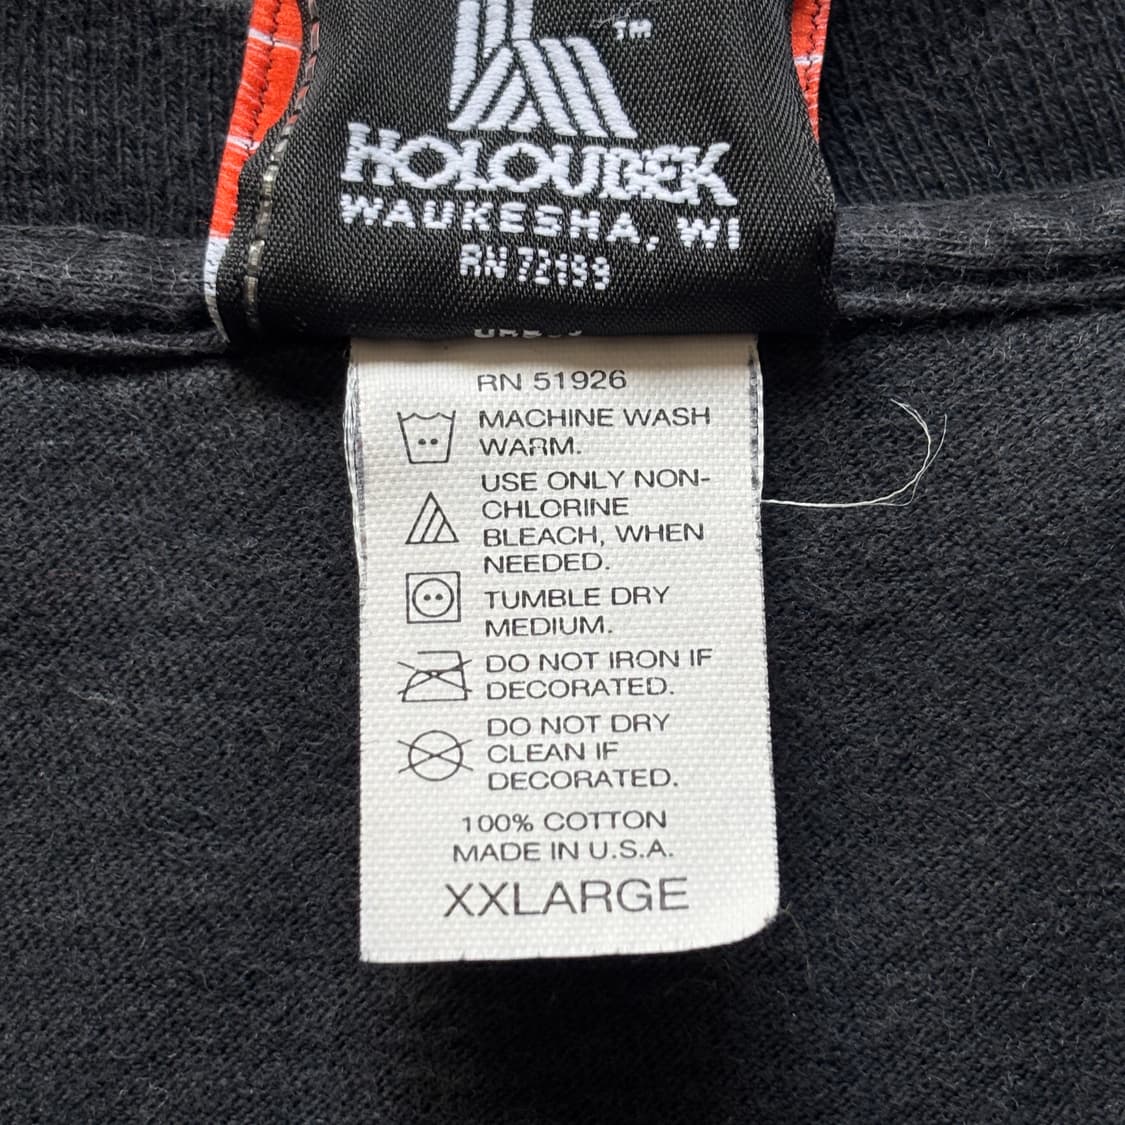 TM
HOLOUBEK
WAUKESHA, WI
RN 72199
RN 51926
MACHINE WASH
WARM.
USE ONLY NON-
CHLORINE
BLEACH, WHEN
NEEDED.
TUMBLE DRY
MEDIUM.
DO NOT IRON IF
DECORATED.
DO NOT DRY
CLEAN IF
DECORATED.
100% COTTON
MADE IN U.S.A.
XXLARGE